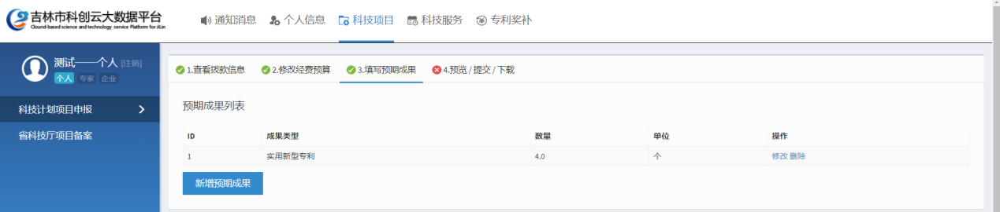 吉林市科创云大数据平台
Clound-based science and technology service Platform for JiLin
通知消息 个人信息 科技项目 科技服务 专利奖补
测试——个人 [注销]
个人 专家 企业
科技计划项目申报
省科技厅项目备案
1.查看拨款信息 2.修改经费预算 3.填写预期成果 4.预览 / 提交 / 下载
预期成果列表
ID 成果类型 数量 单位 操作
1 实用新型专利 4.0 个 修改 删除
新增预期成果